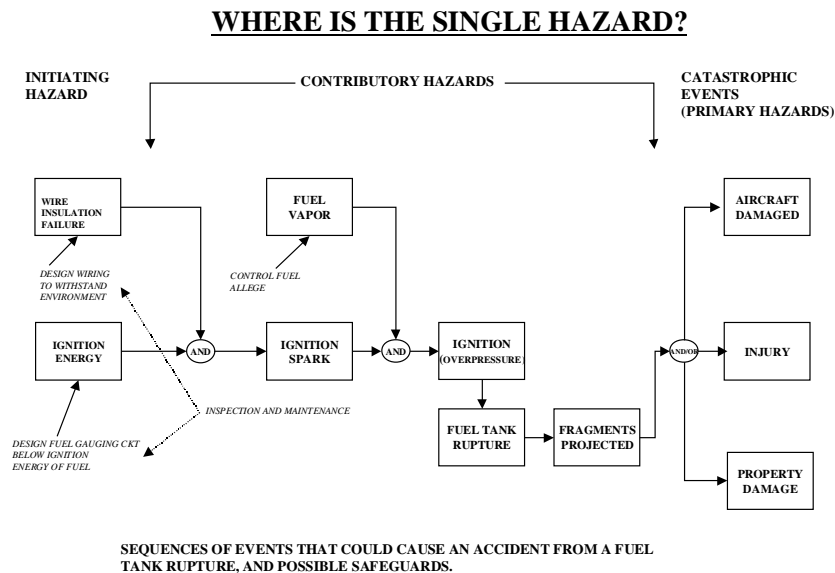 WHERE IS THE SINGLE HAZARD?
INITIATING
HAZARD
CONTRIBUTORY HAZARDS
CATASTROPHIC
EVENTS
(PRIMARY HAZARDS)
WIRE
INSULATION
FAILURE
FUEL
VAPOR
AIRCRAFT
DAMAGED
DESIGN WIRING
TO WITHSTAND
ENVIRONMENT
CONTROL FUEL
ALLEGE
IGNITION
ENERGY
AND
IGNITION
SPARK
AND
IGNITION
(OVERPRESSURE)
AND/OR
INJURY
INSPECTION AND MAINTENANCE
DESIGN FUEL GAUGING CKT
BELOW IGNITION
ENERGY OF FUEL
FUEL TANK
RUPTURE
FRAGMENTS
PROJECTED
PROPERTY
DAMAGE
SEQUENCES OF EVENTS THAT COULD CAUSE AN ACCIDENT FROM A FUEL
TANK RUPTURE, AND POSSIBLE SAFEGUARDS.